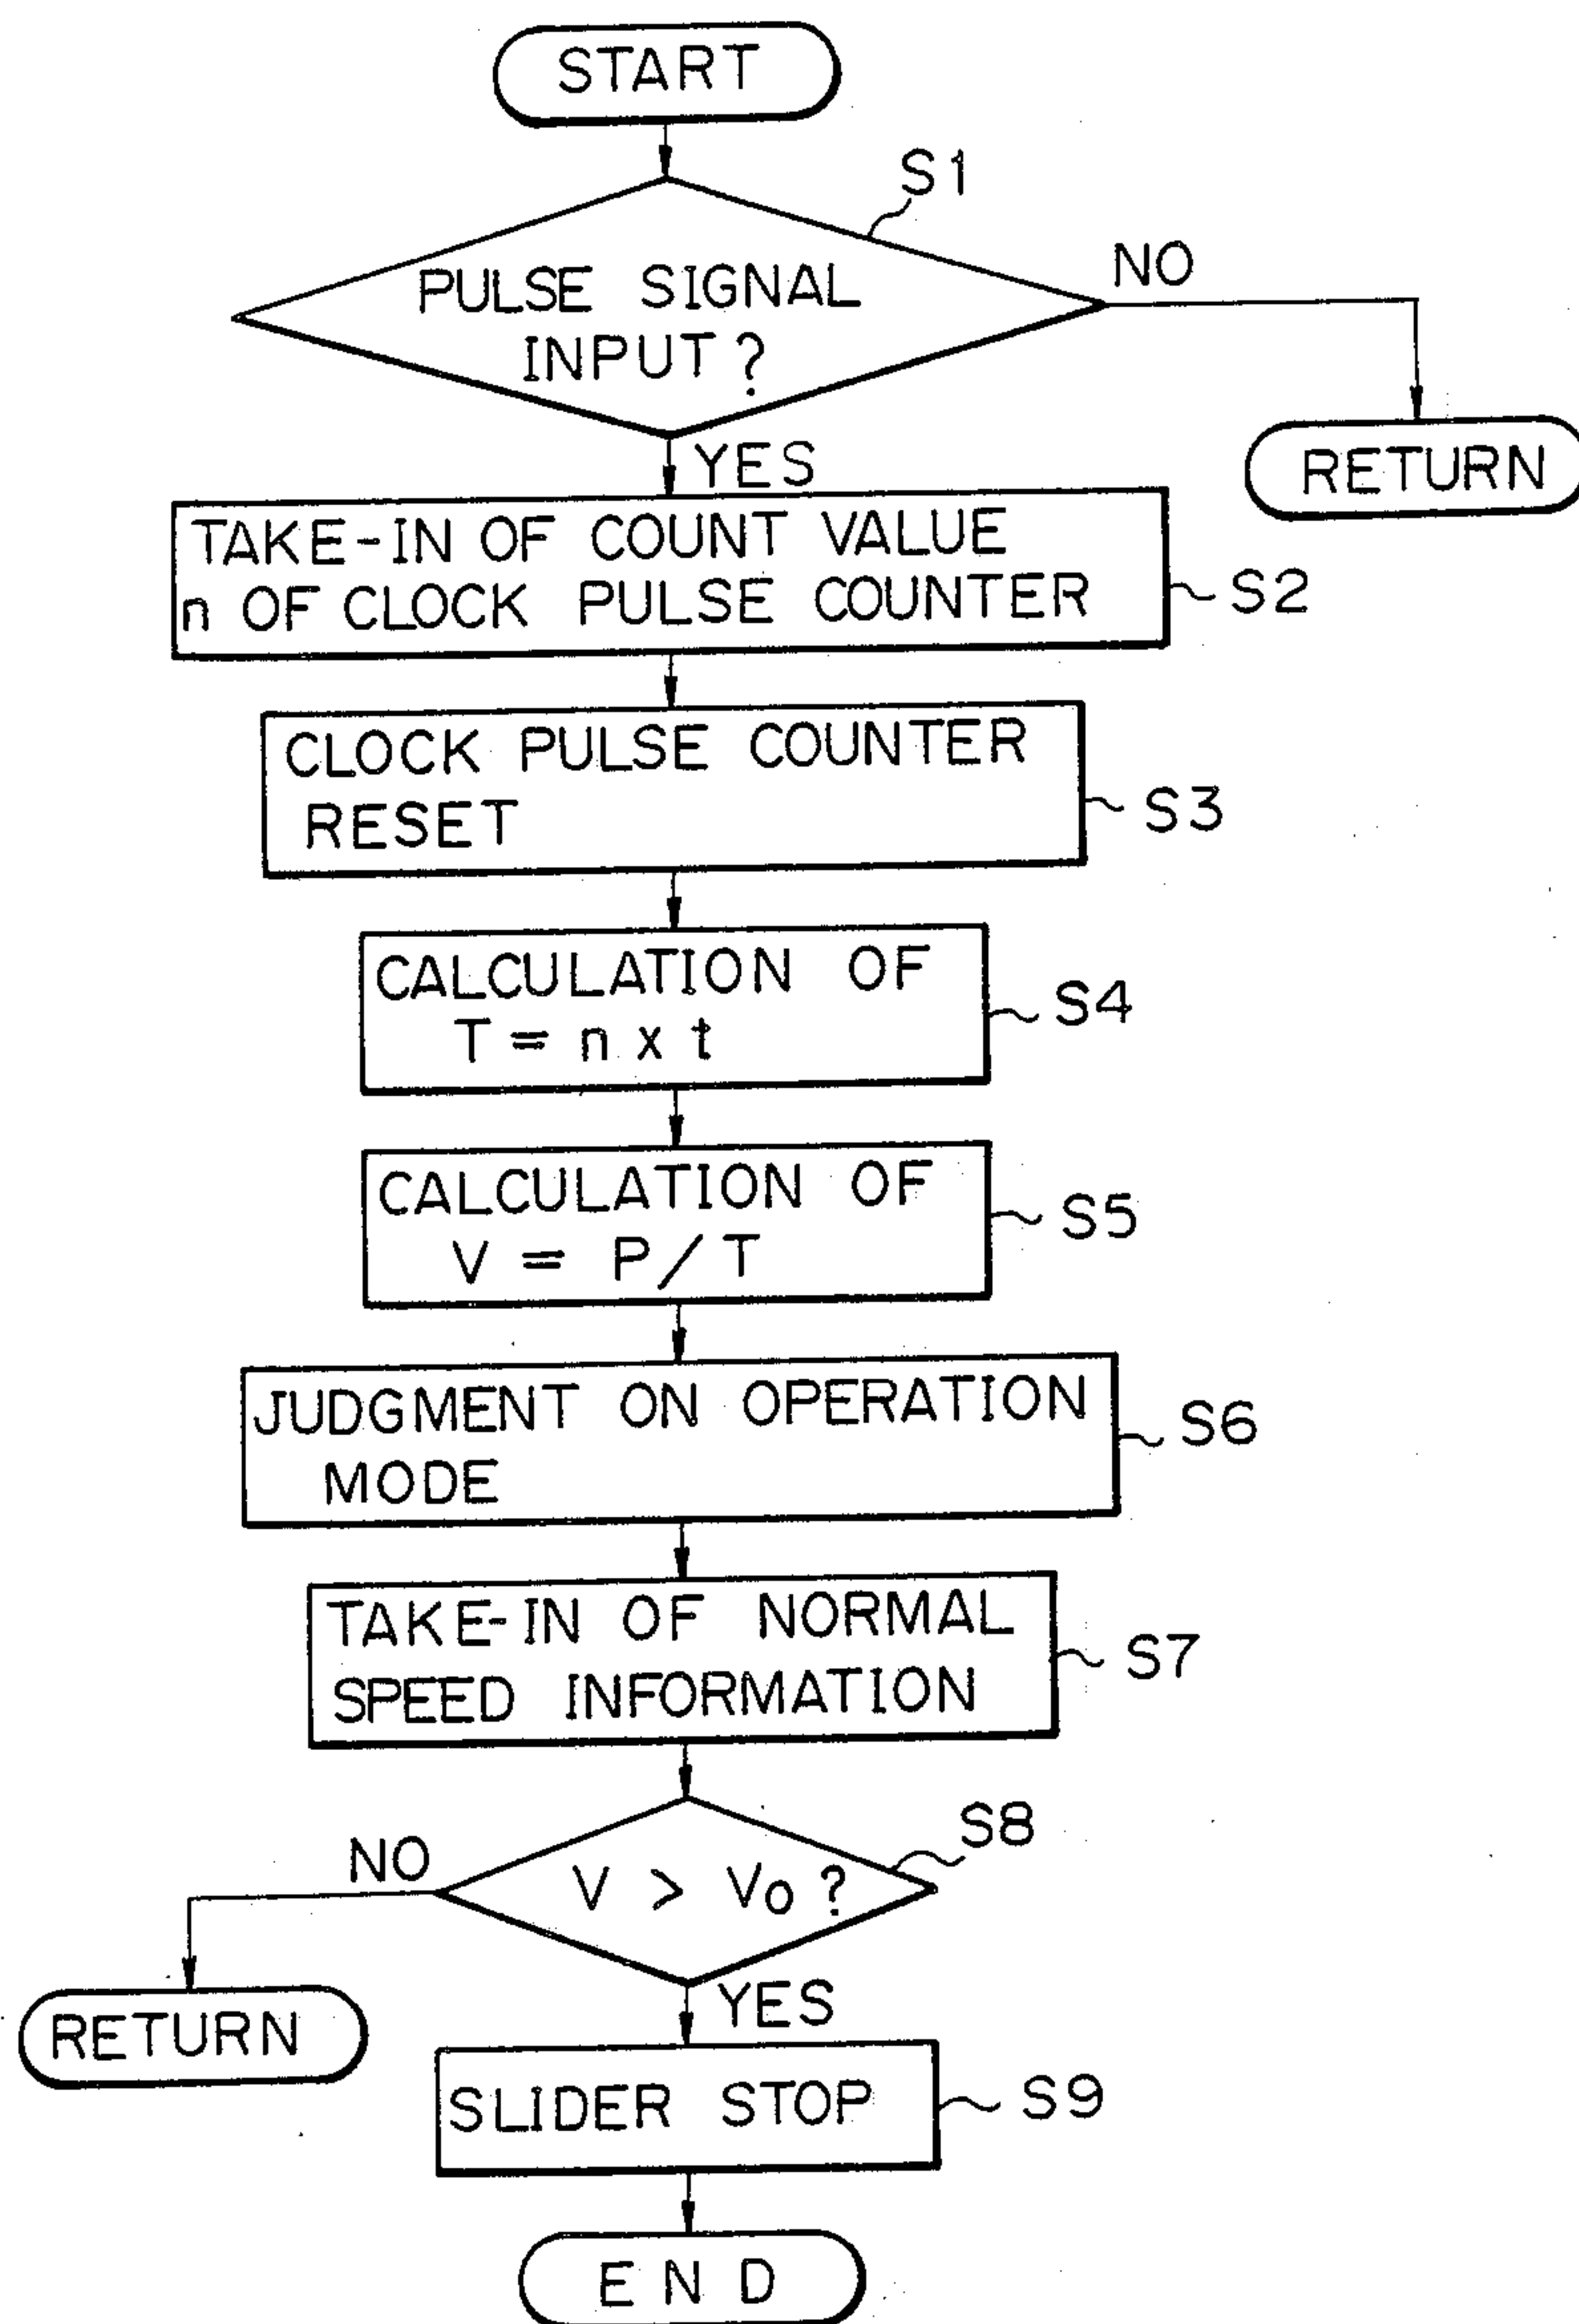 START
S1
PULSE SIGNAL
INPUT?
NO
RETURN
YES
TAKE-IN OF COUNT VALUE
n OF CLOCK PULSE COUNTER
S2
CLOCK PULSE COUNTER
RESET
S3
CALCULATION OF
T = n x t
S4
CALCULATION OF
V = P/T
S5
JUDGMENT ON OPERATION
MODE
S6
TAKE-IN OF NORMAL
SPEED INFORMATION
S7
S8
V > Vo ?
NO
RETURN
YES
SLIDER STOP
S9
END